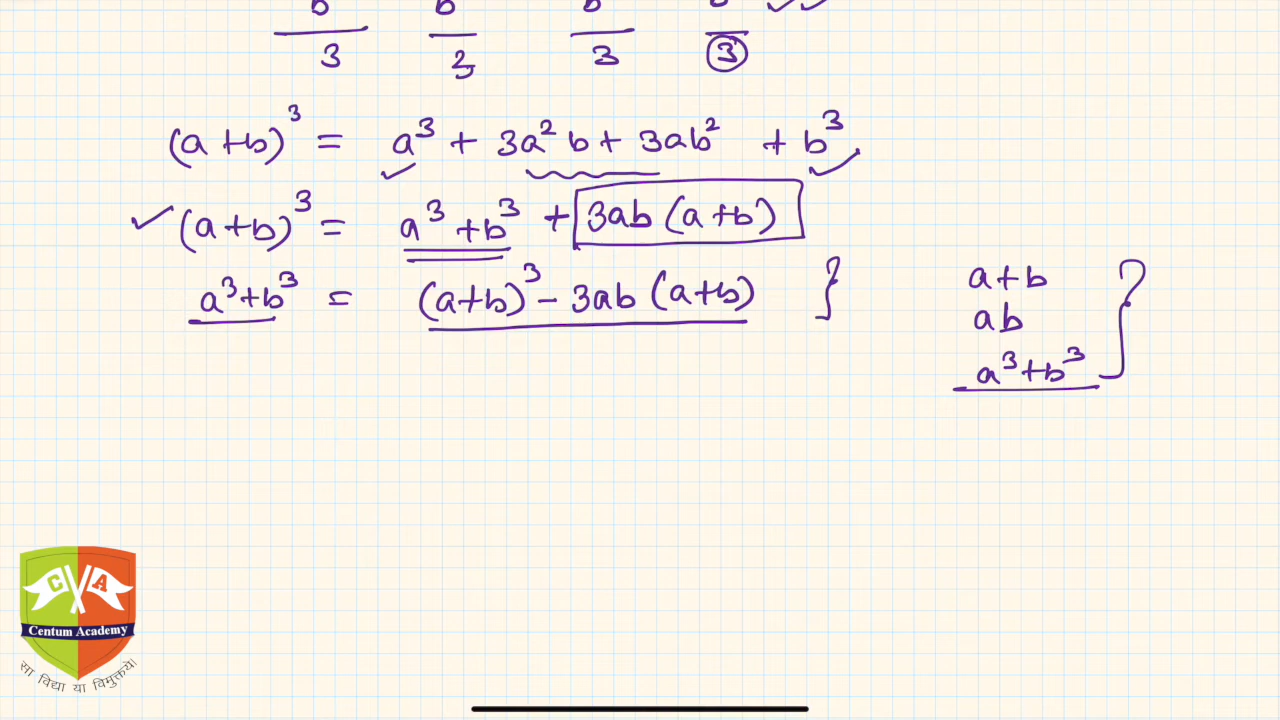 b b b
3 3 3 3
(a+b)³ = a³ + 3a²b + 3ab² + b³
(a+b)³ = a³+b³ + 3ab(a+b)
a³+b³ = (a+b)³ - 3ab(a+b) }
a+b
ab
a³+b³
C A
Centum Academy
सा विद्या या विमुक्तये